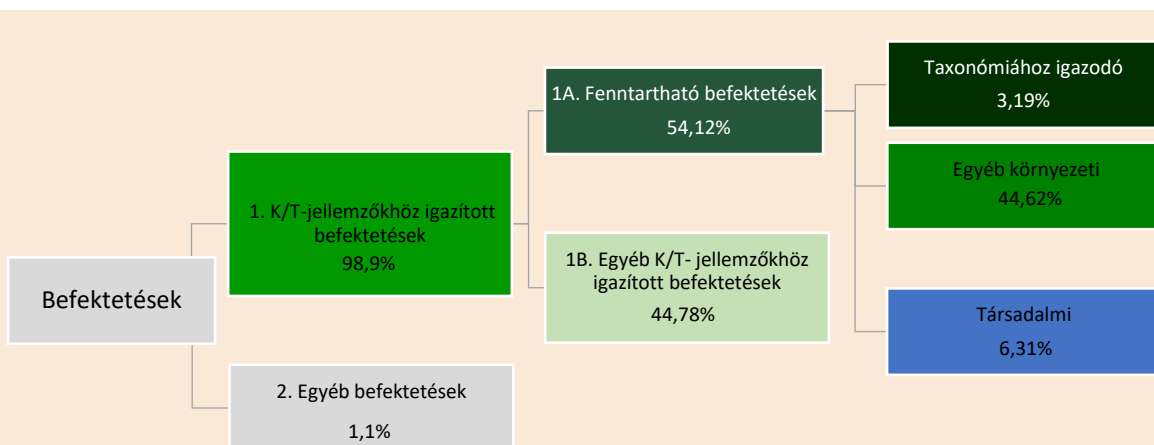 Befektetések
1. K/T-jellemzőkhöz igazított
befektetések
98,9%
2. Egyéb befektetések
1,1%
1A. Fenntartható befektetések
54,12%
1B. Egyéb K/T- jellemzőkhöz
igazított befektetések
44,78%
Taxonómiához igazodó
3,19%
Egyéb környezeti
44,62%
Társadalmi
6,31%